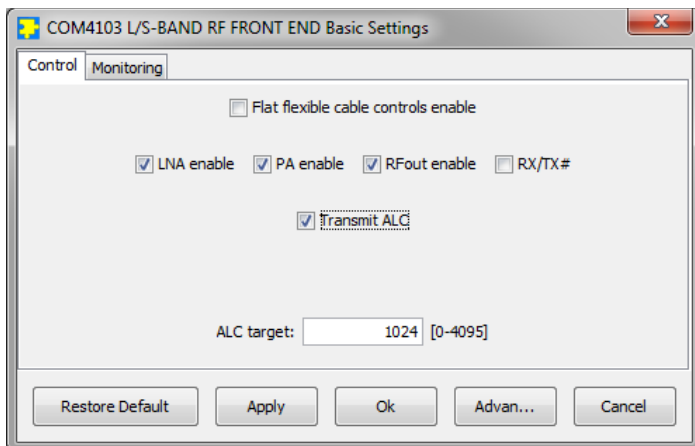 COM4103 L/S-BAND RF FRONT END Basic Settings
Control Monitoring
Flat flexible cable controls enable
LNA enable PA enable RFout enable RX/TX#
Transmit ALC
ALC target: 1024 [0-4095]
Restore Default Apply Ok Advan... Cancel